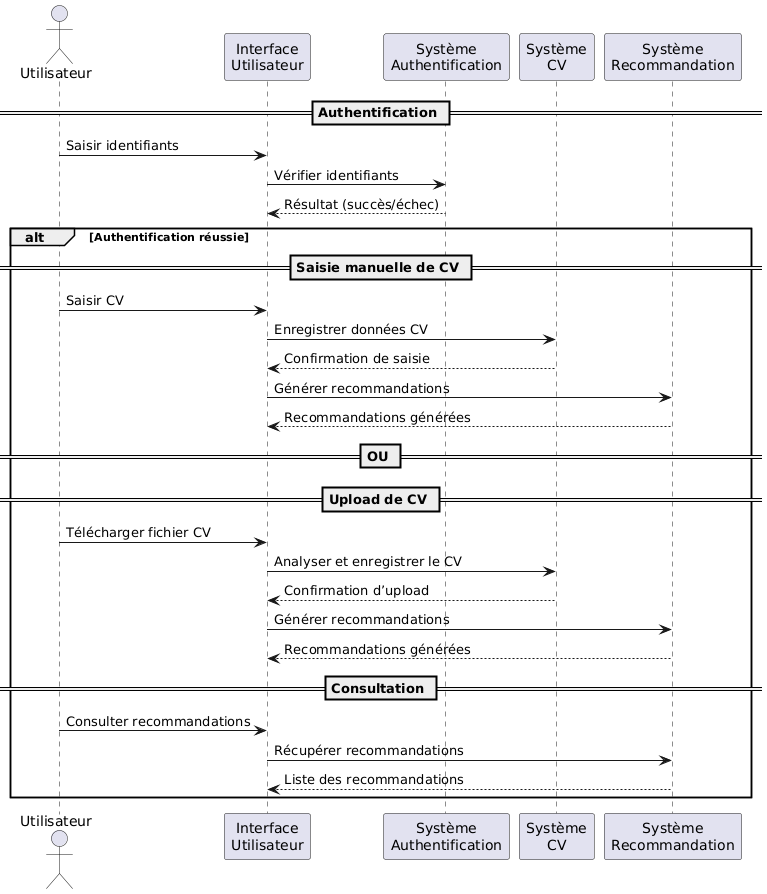 Utilisateur
Interface
Utilisateur
Système
Authentification
Système
CV
Système
Recommandation
Authentification
Saisir identifiants
Vérifier identifiants
Résultat (succès/échec)
alt [Authentification réussie]
Saisie manuelle de CV
Saisir CV
Enregistrer données CV
Confirmation de saisie
Générer recommandations
Recommandations générées
OU
Upload de CV
Télécharger fichier CV
Analyser et enregistrer le CV
Confirmation d’upload
Générer recommandations
Recommandations générées
Consultation
Consulter recommandations
Récupérer recommandations
Liste des recommandations
Utilisateur
Interface
Utilisateur
Système
Authentification
Système
CV
Système
Recommandation